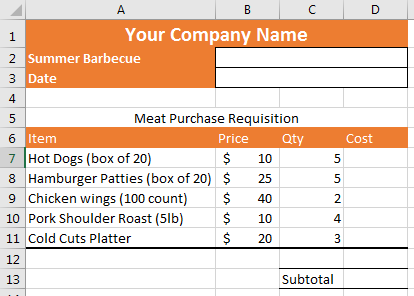 A B C D
1 Your Company Name
2 Summer Barbecue
3 Date
4
5 Meat Purchase Requisition
6 Item Price Qty Cost
7 Hot Dogs (box of 20) $ 10 5
8 Hamburger Patties (box of 20) $ 25 5
9 Chicken wings (100 count) $ 40 2
10 Pork Shoulder Roast (5lb) $ 10 4
11 Cold Cuts Platter $ 20 3
12
13 Subtotal